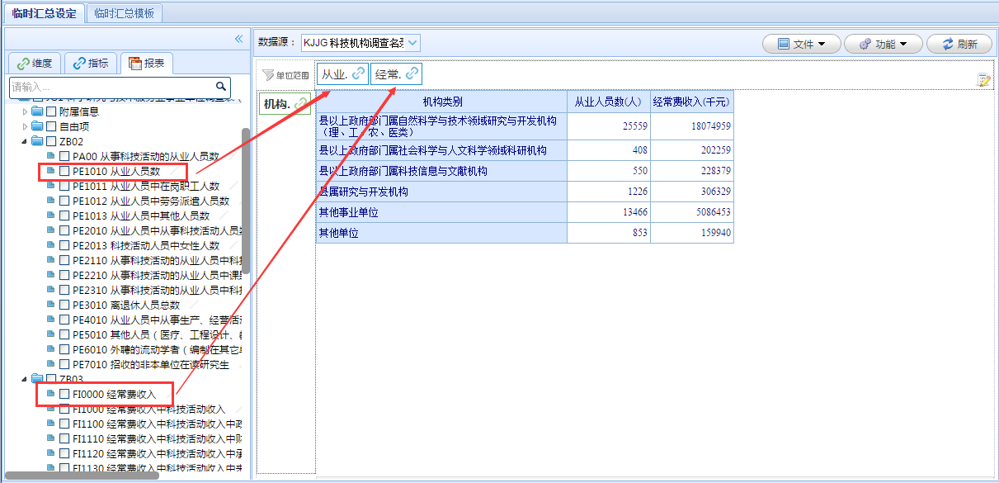 临时汇总设定 临时汇总模板
数据源： KJJG 科技机构调查名录 文件 功能 刷新
维度 指标 报表
请输入...
单位范围 从业. 经常.
机构.
附属信息
自由项
ZB02
PA00 从事科技活动的从业人员数
PE1010 从业人员数
PE1011 从业人员中在岗职工人数
PE1012 从业人员中劳务派遣人员数
PE1013 从业人员中其他人员数
PE2010 从业人员中从事科技活动人员
PE2013 科技活动人员中女性人数
PE2110 从事科技活动的从业人员中科
PE2210 从事科技活动的从业人员中课
PE2310 从事科技活动的从业人员中科
PE3010 离退休人员总数
PE4010 从业人员中从事生产、经营活
PE5010 其他人员（医疗、工程设计、
PE6010 外聘的流动学者（编制在其它
PE7010 招收的非本单位在读研究生
ZB03
FI0000 经常费收入
FI1000 经常费收入中科技活动收入
FI1100 经常费收入中科技活动收入中政
FI1110 经常费收入中科技活动收入中财
FI1120 经常费收入中科技活动收入中承
FI1130 经常费收入中科技活动收入中
机构类别 从业人员数(人) 经常费收入(千元)
县以上政府部门属自然科学与技术领域研究与开发机构
（理、工、农、医类） 25559 18074959
县以上政府部门属社会科学与人文科学领域科研机构 408 202259
县以上政府部门属科技信息与文献机构 550 228379
县属研究与开发机构 1226 306329
其他事业单位 13466 5086453
其他单位 853 159940